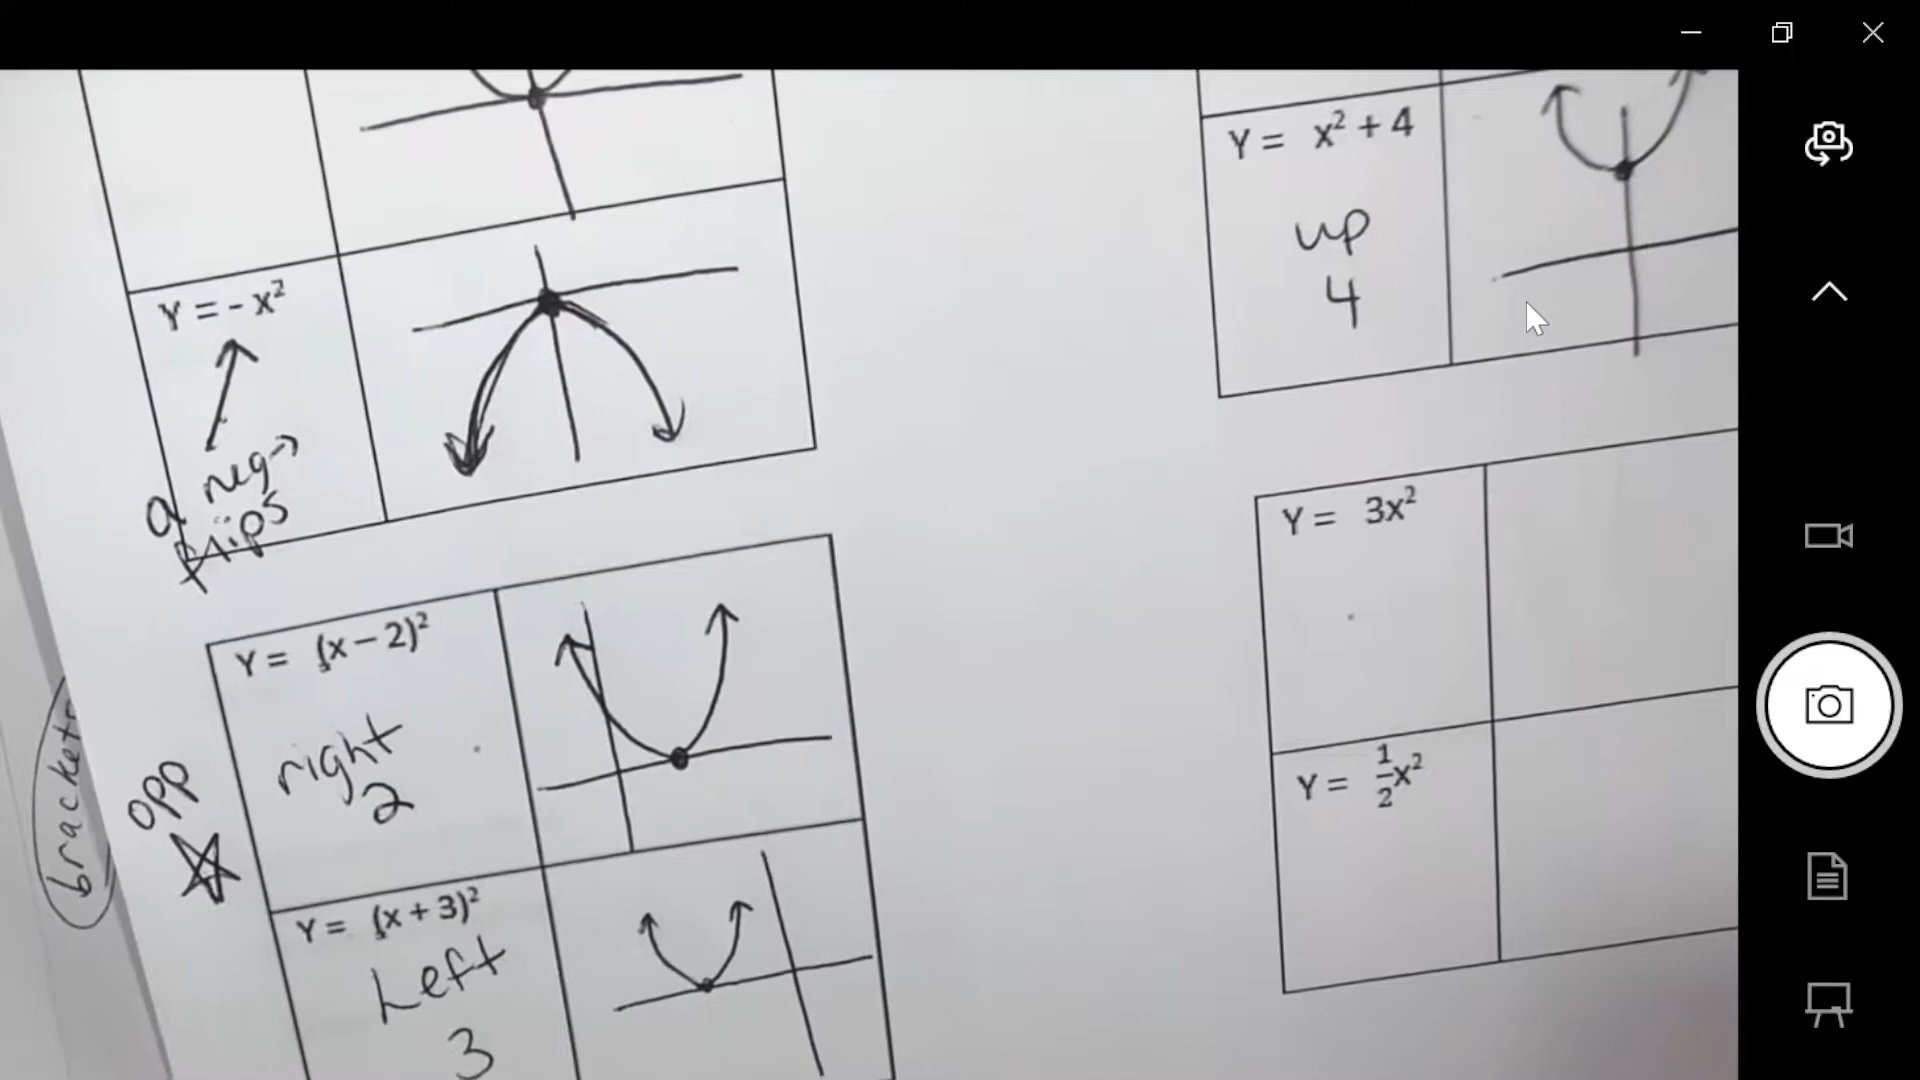 Y = - x²
a neg →
flips
Y = (x – 2)²
right
2
opp
brackets
Y = (x + 3)²
Left
3
Y = x² + 4
up
4
Y = 3x²
Y = 1/2x²